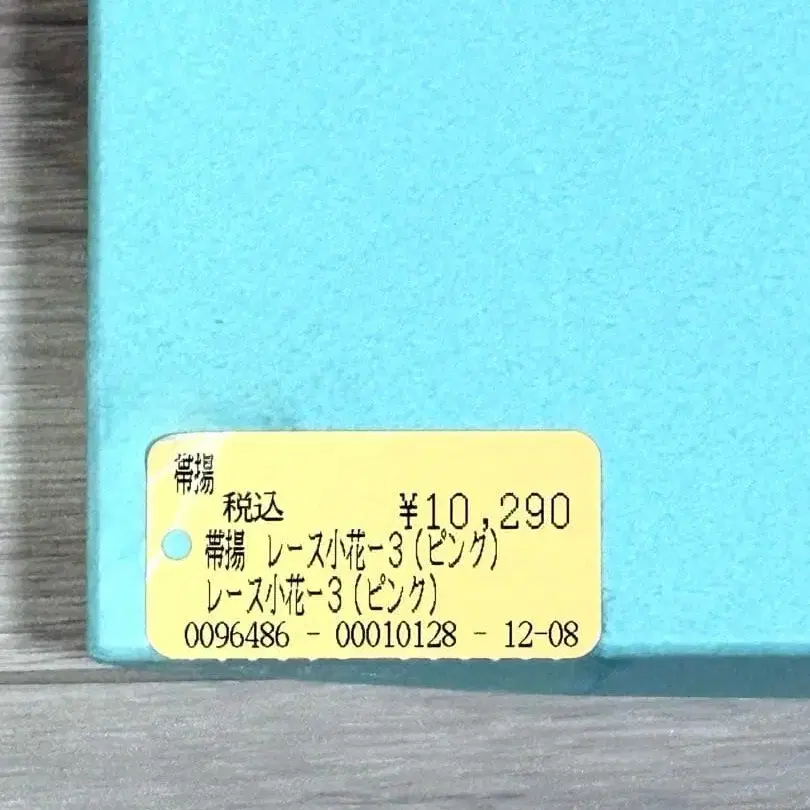 帯揚
税込 ¥10,290
帯揚 レース小花ー3(ピンク)
レース小花ー3(ピンク)
0096486 - 00010128 - 12-08